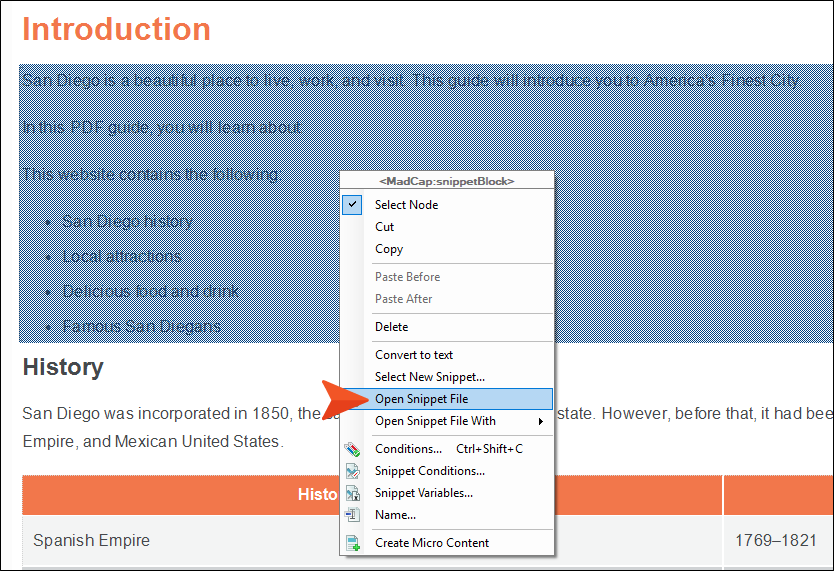 Introduction
San Diego is a beautiful place to live, work, and visit. This guide will introduce you to America's Finest City.
In this PDF guide, you will learn about:
This website contains the following:
• San Diego history
• Local attractions
• Delicious food and drink
• Famous San Diegans
<MadCap:snippetBlock>
Select Node
Cut
Copy
Paste Before
Paste After
Delete
Convert to text
Select New Snippet...
Open Snippet File
Open Snippet File With
Conditions... Ctrl+Shift+C
Snippet Conditions...
Snippet Variables...
Name...
Create Micro Content
History
San Diego was incorporated in 1850, the state. However, before that, it had bee
Empire, and Mexican United States.
Histo
Spanish Empire 1769–1821